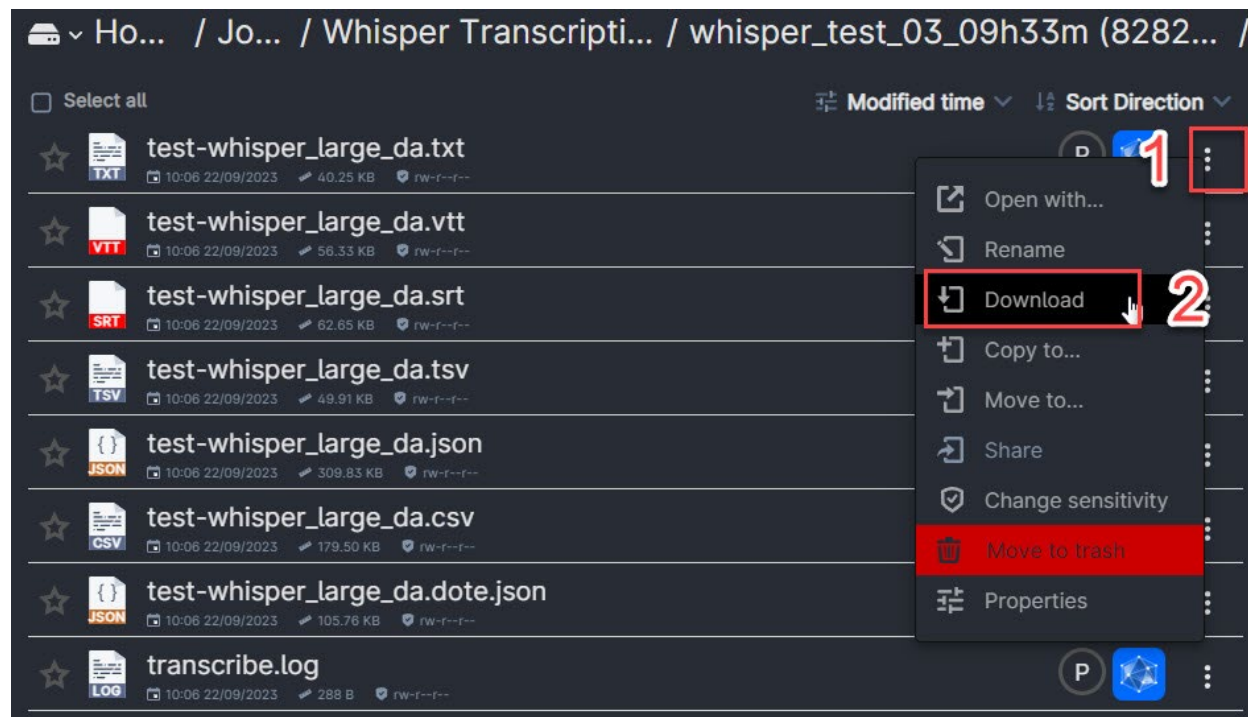 Ho... / Jo... / Whisper Transcripti... / whisper_test_03_09h33m (8282... /
Select all Modified time Sort Direction
test-whisper_large_da.txt P 1
TXT 10:06 22/09/2023 40.25 KB rw-r--r--
Open with...
test-whisper_large_da.vtt
VTT 10:06 22/09/2023 56.33 KB rw-r--r--
Rename
test-whisper_large_da.srt
SRT 10:06 22/09/2023 62.65 KB rw-r--r--
Download 2
Copy to...
test-whisper_large_da.tsv
TSV 10:06 22/09/2023 49.91 KB rw-r--r--
Move to...
test-whisper_large_da.json
{ } JSON 10:06 22/09/2023 309.83 KB rw-r--r--
Share
Change sensitivity
test-whisper_large_da.csv
CSV 10:06 22/09/2023 179.50 KB rw-r--r--
Move to trash
test-whisper_large_da.dote.json
{ } JSON 10:06 22/09/2023 105.76 KB rw-r--r--
Properties
transcribe.log P
LOG 10:06 22/09/2023 288 B rw-r--r--